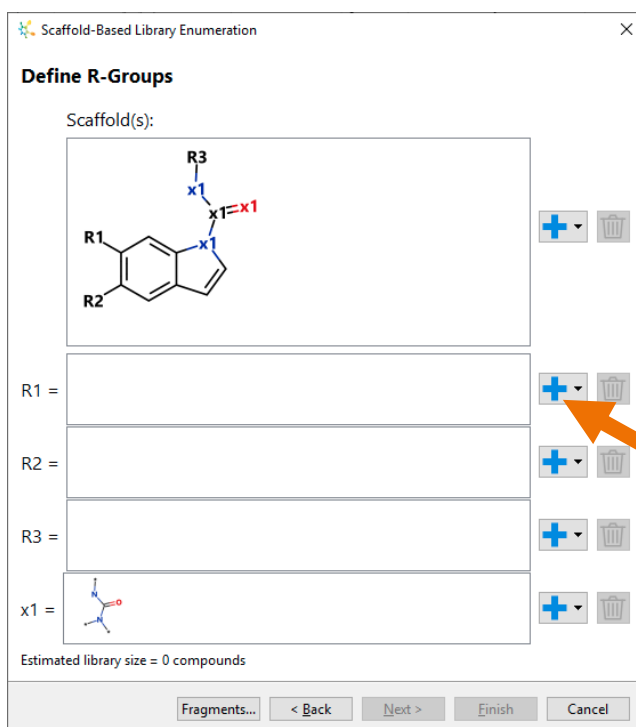 Scaffold-Based Library Enumeration
Define R-Groups
Scaffold(s):
R3
x1
x1=x1
R1
x1
R2
R1 =
R2 =
R3 =
x1 =
N
O
N
Estimated library size = 0 compounds
Fragments... < Back Next > Finish Cancel